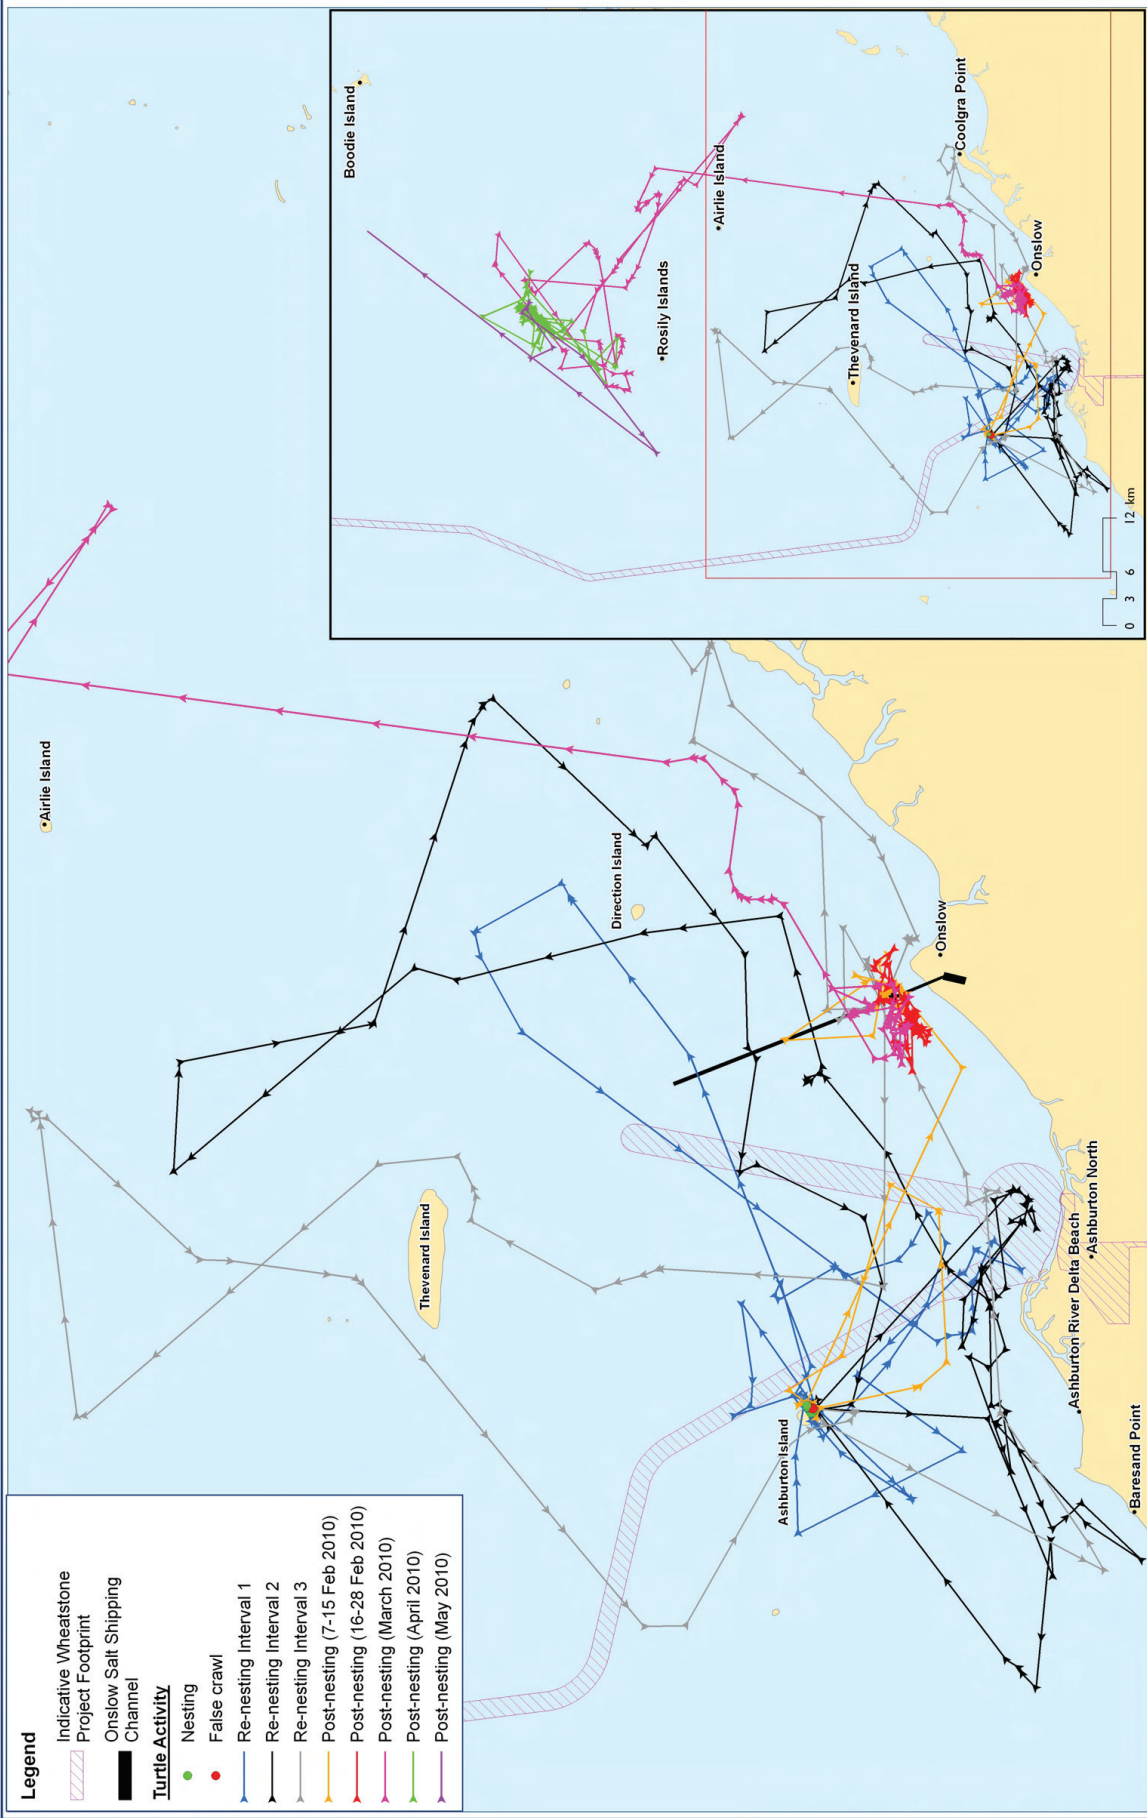 Legend
Indicative Wheatstone
Project Footprint
Onslow Salt Shipping
Channel
Turtle Activity
Nesting
False crawl
Re-nesting Interval 1
Re-nesting Interval 2
Re-nesting Interval 3
Post-nesting (7-15 Feb 2010)
Post-nesting (16-28 Feb 2010)
Post-nesting (March 2010)
Post-nesting (April 2010)
Post-nesting (May 2010)
Airlie Island
Direction Island
Thevenard Island
Onslow
Ashburton Island
Ashburton North
Ashburton River Delta Beach
Baresand Point
Boodie Island
Rosily Islands
Airlie Island
Thevenard Island
Coolgra Point
Onslow
0 3 6 12 km